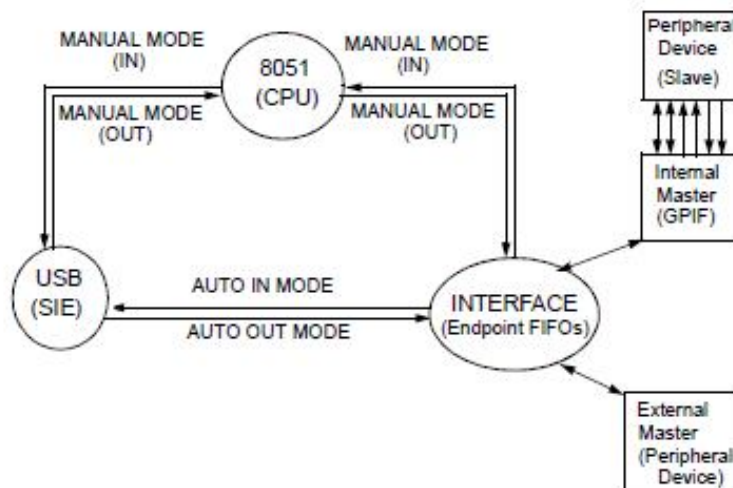 MANUAL MODE
(IN)
8051
(CPU)
MANUAL MODE
(IN)
MANUAL MODE
(OUT)
MANUAL MODE
(OUT)
Peripheral
Device
(Slave)
Internal
Master
(GPIF)
USB
(SIE)
AUTO IN MODE
AUTO OUT MODE
INTERFACE
(Endpoint FIFOs)
External
Master
(Peripheral
Device)